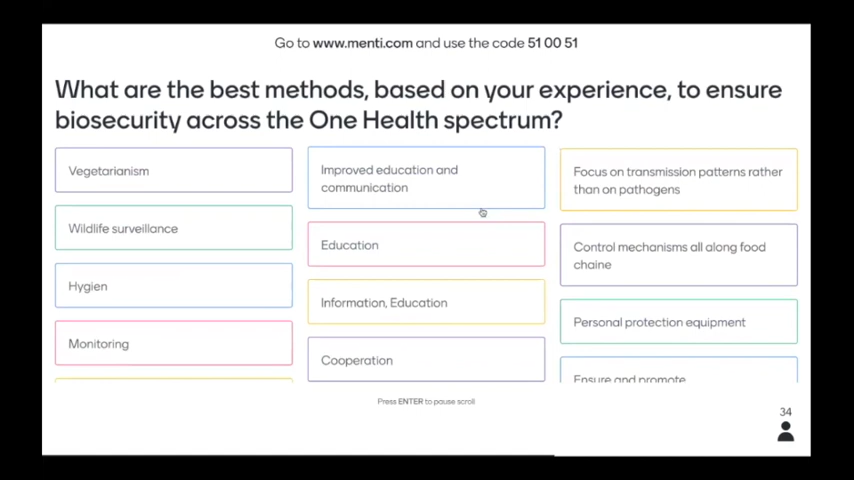 Go to www.menti.com and use the code 51 00 51
What are the best methods, based on your experience, to ensure
biosecurity across the One Health spectrum?
Vegetarianism
Wildlife surveillance
Hygien
Monitoring
Improved education and
communication
Education
Information, Education
Cooperation
Focus on transmission patterns rather
than on pathogens
Control mechanisms all along food
chaine
Personal protection equipment
Ensure and promote
Press ENTER to pause scroll
34